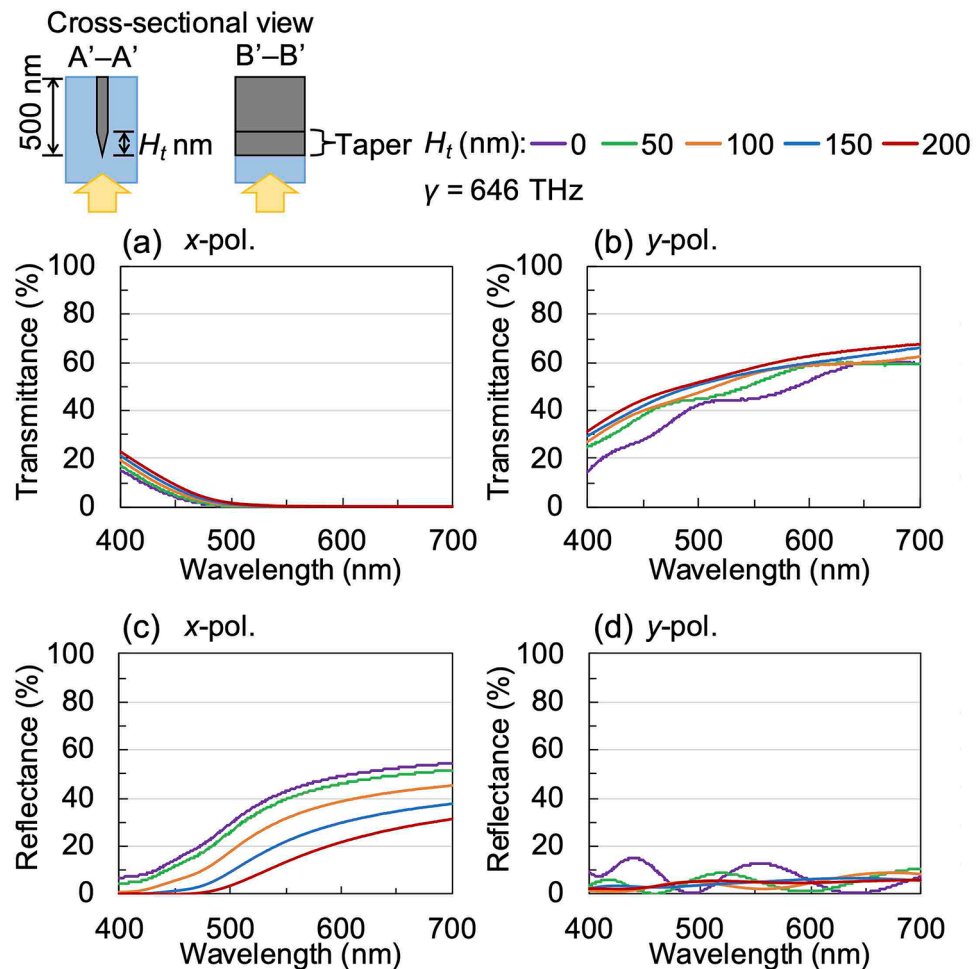 Cross-sectional view
A’–A’ B’–B’
500 nm
H_t nm
Taper
H_t (nm): 0 50 100 150 200
γ = 646 THz
(a) x-pol.
Transmittance (%)
100
80
60
40
20
0
400 500 600 700
Wavelength (nm)
(b) y-pol.
Transmittance (%)
100
80
60
40
20
0
400 500 600 700
Wavelength (nm)
(c) x-pol.
Reflectance (%)
100
80
60
40
20
0
400 500 600 700
Wavelength (nm)
(d) y-pol.
Reflectance (%)
100
80
60
40
20
0
400 500 600 700
Wavelength (nm)